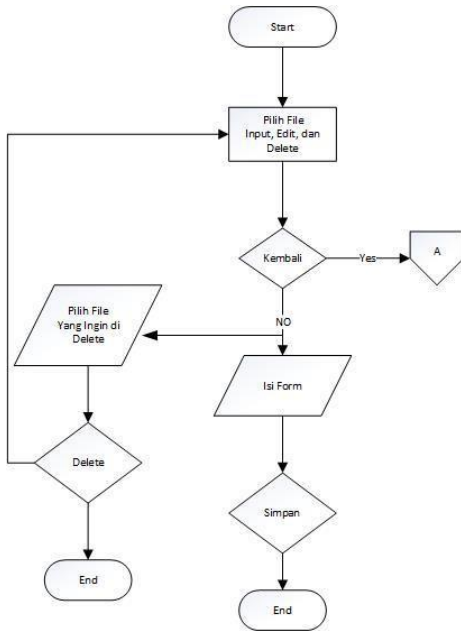 Start
Pilih File
Input, Edit, dan
Delete
Kembali
Yes
A
NO
Pilih File
Yang Ingin di
Delete
Isi Form
Delete
Simpan
End
End